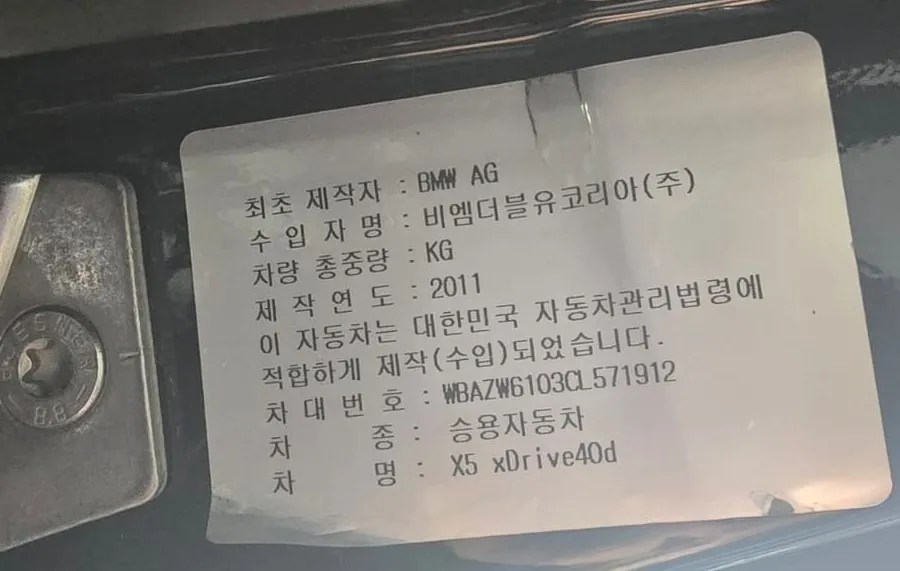 최초 제작자 : BMW AG
수 입 자 명 : 비엠더블유코리아(주)
차량 총중량 : KG
제 작 연 도 : 2011
이 자동차는 대한민국 자동차관리법령에
적합하게 제작(수입)되었습니다.
차 대 번 호 : WBAZW6103CL571912
차 종 : 승용자동차
차 명 : X5 xDrive40d
8.8